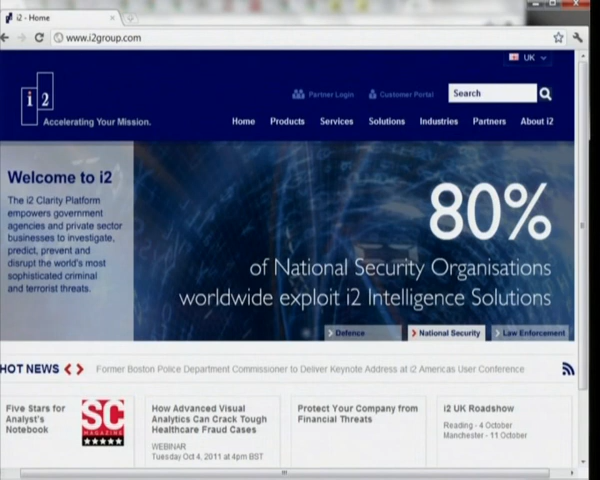 i2 - Home
www.i2group.com
UK
i2
Accelerating Your Mission.
Partner Login
Customer Portal
Search
Home
Products
Services
Solutions
Industries
Partners
About i2
Welcome to i2
The i2 Clarity Platform
empowers government
agencies and private sector
businesses to investigate,
predict, prevent and
disrupt the world's most
sophisticated criminal
and terrorist threats.
80%
of National Security Organisations
worldwide exploit i2 Intelligence Solutions
Defence
National Security
Law Enforcement
HOT NEWS
Former Boston Police Department Commissioner to Deliver Keynote Address at i2 Americas User Conference
Five Stars for
Analyst's
Notebook
SC
MAGAZINE
How Advanced Visual
Analytics Can Crack Tough
Healthcare Fraud Cases
WEBINAR
Tuesday Oct 4, 2011 at 4pm BST
Protect Your Company from
Financial Threats
i2 UK Roadshow
Reading - 4 October
Manchester - 11 October